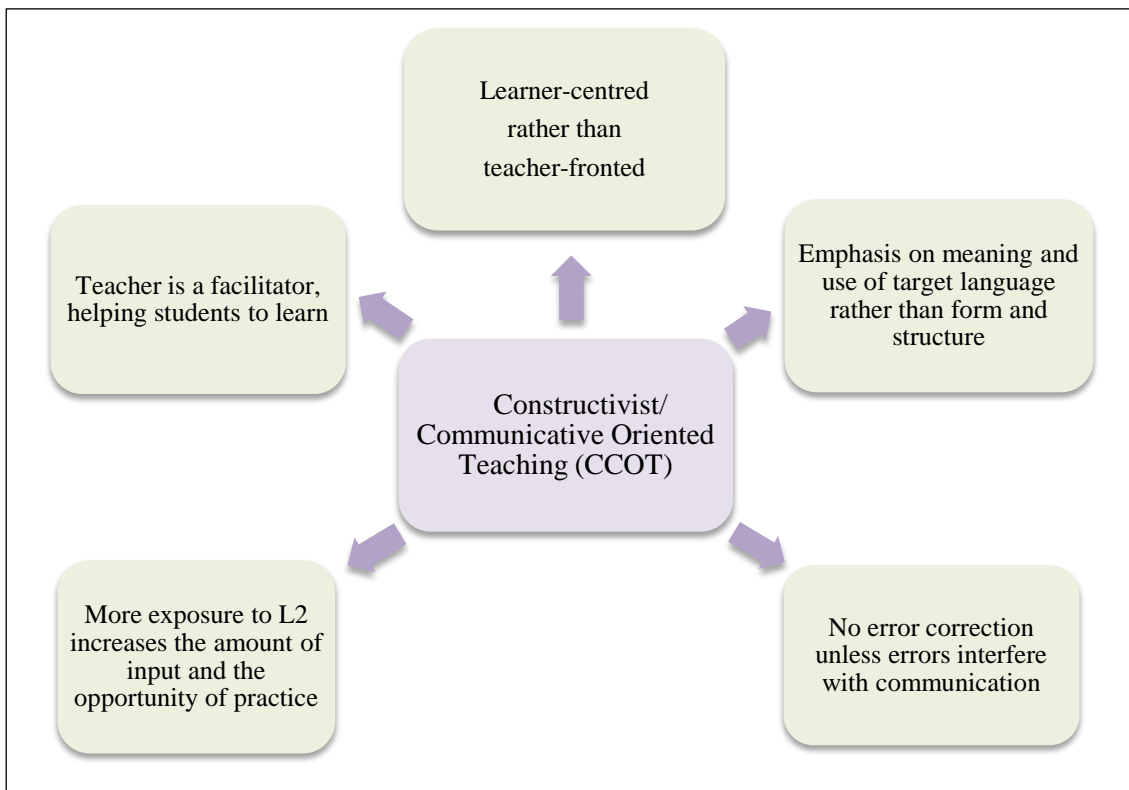 Learner-centred
rather than
teacher-fronted
Teacher is a facilitator,
helping students to learn
Emphasis on meaning and
use of target language
rather than form and
structure
Constructivist/
Communicative Oriented
Teaching (CCOT)
More exposure to L2
increases the amount of
input and the
opportunity of practice
No error correction
unless errors interfere
with communication